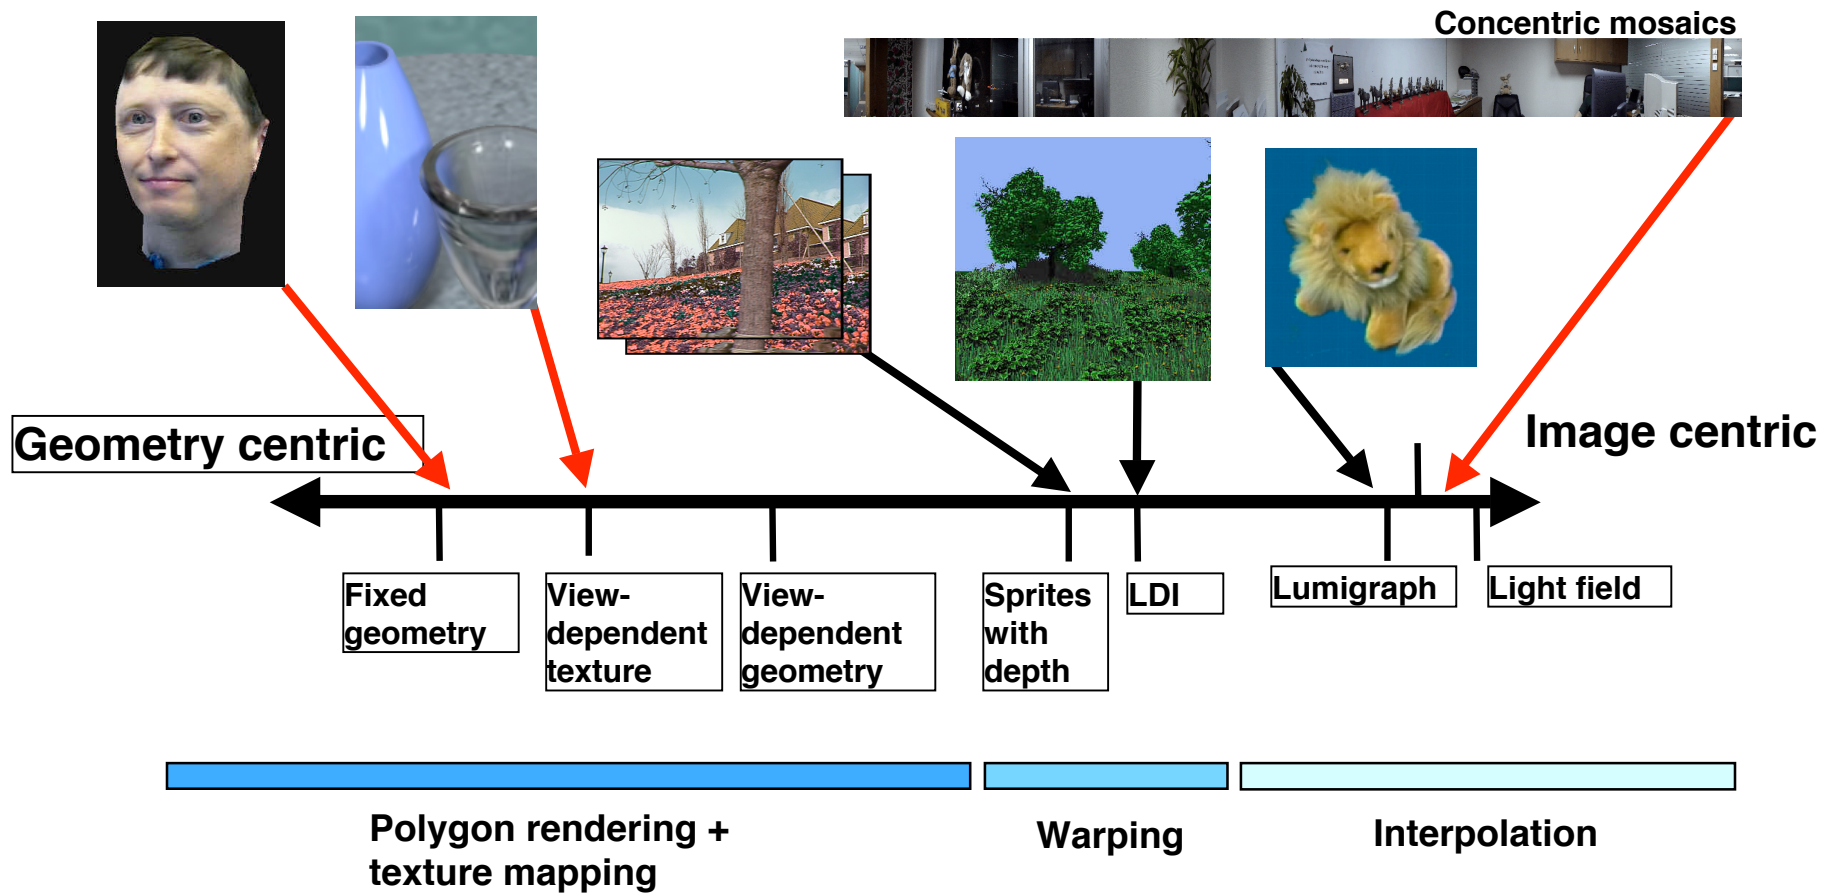 Concentric mosaics
Geometry centric
Image centric
Fixed
geometry
View-
dependent
texture
View-
dependent
geometry
Sprites
with
depth
LDI
Lumigraph
Light field
Polygon rendering +
texture mapping
Warping
Interpolation